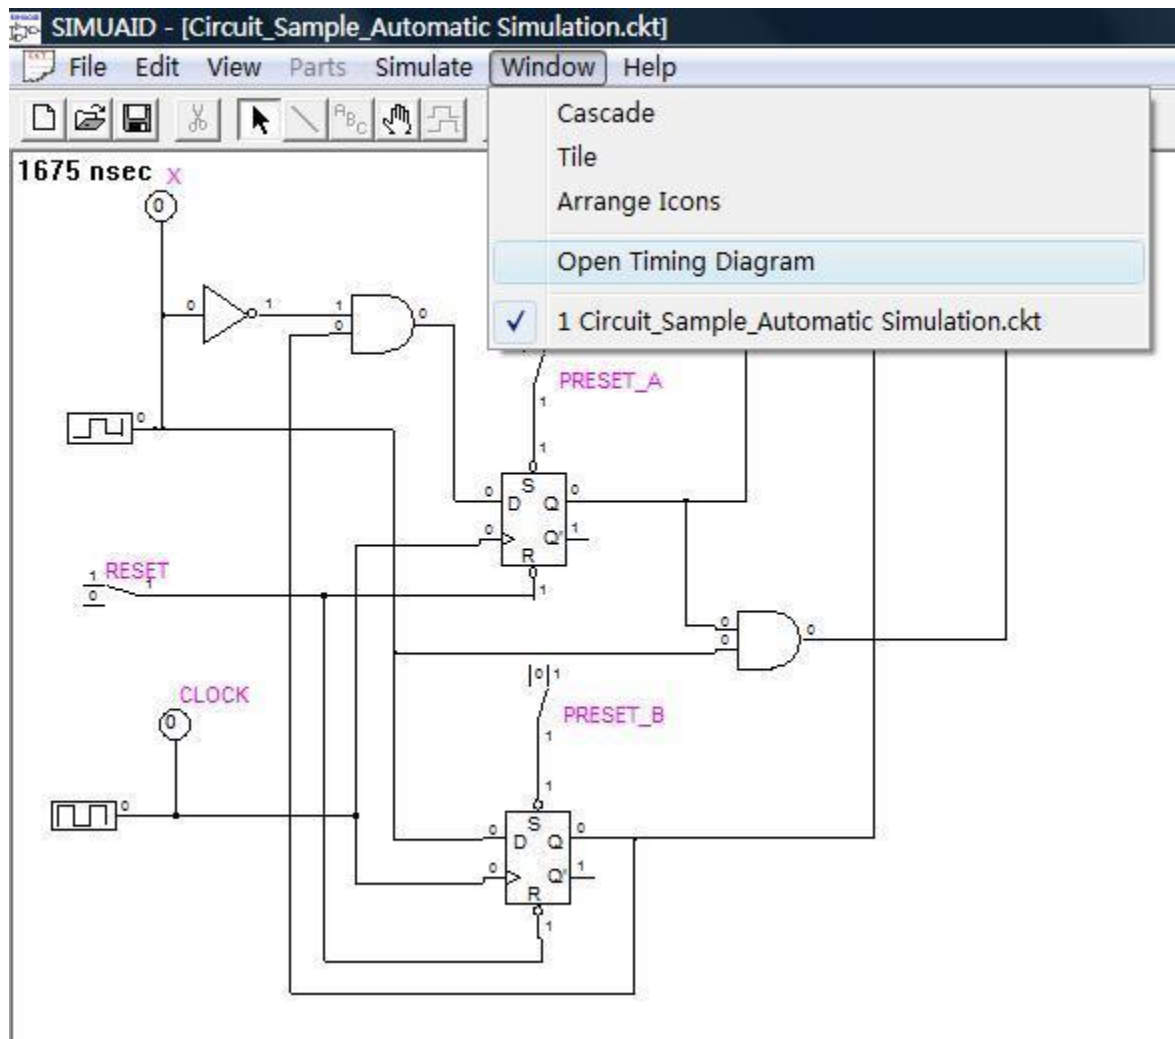 SIMUAID - [Circuit_Sample_Automatic Simulation.ckt]
File Edit View Parts Simulate Window Help
Cascade
Tile
Arrange Icons
Open Timing Diagram
1 Circuit_Sample_Automatic Simulation.ckt
1675 nsec X
0
0 1 1 0
0
PRESET_A
1
0
1
S
0 D Q 0
0 Q' 1
R
1
RESET
1 1
0
0 0
0
0 1
CLOCK
0
PRESET_B
1
1
0
S
0 D Q 0
0 Q' 1
R
1